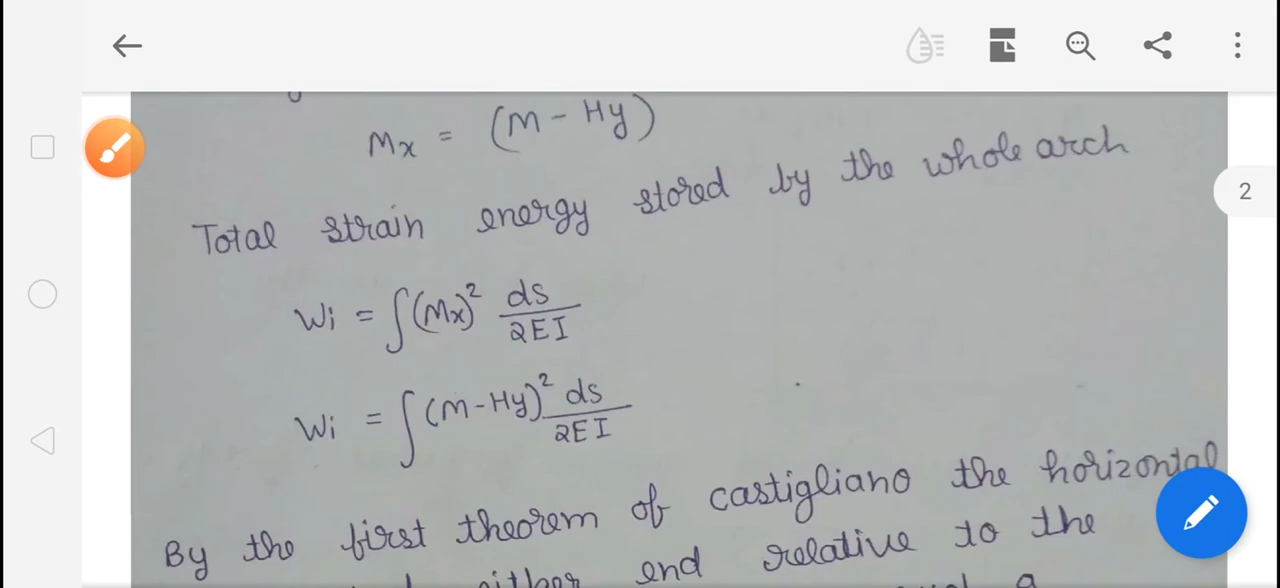 Mx = (M - Hy)
Total strain energy stored by the whole arch
2
Wi = ∫(Mx)² ds/2EI
Wi = ∫(M-Hy)² ds/2EI
By the first theorem of castigliano the horizontal
either end relative to the